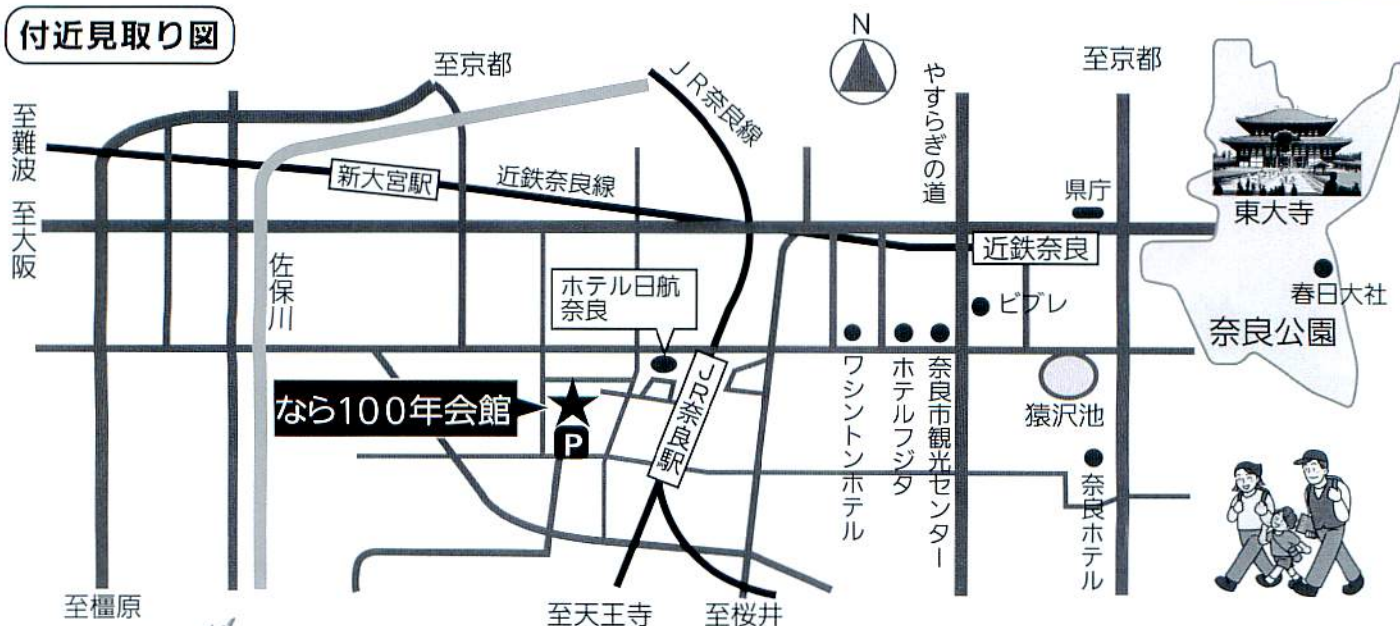 付近見取り図
至京都
JR奈良線
N
やすらぎの道
至京都
至難波
新大宮駅
近鉄奈良線
県庁
東大寺
至大阪
近鉄奈良
佐保川
ホテル日航
奈良
ビブレ
春日大社
奈良公園
なら100年会館
P
JR奈良駅
ワシントンホテル
ホテルフジタ
奈良市観光センター
猿沢池
奈良ホテル
至橿原
至天王寺
至桜井